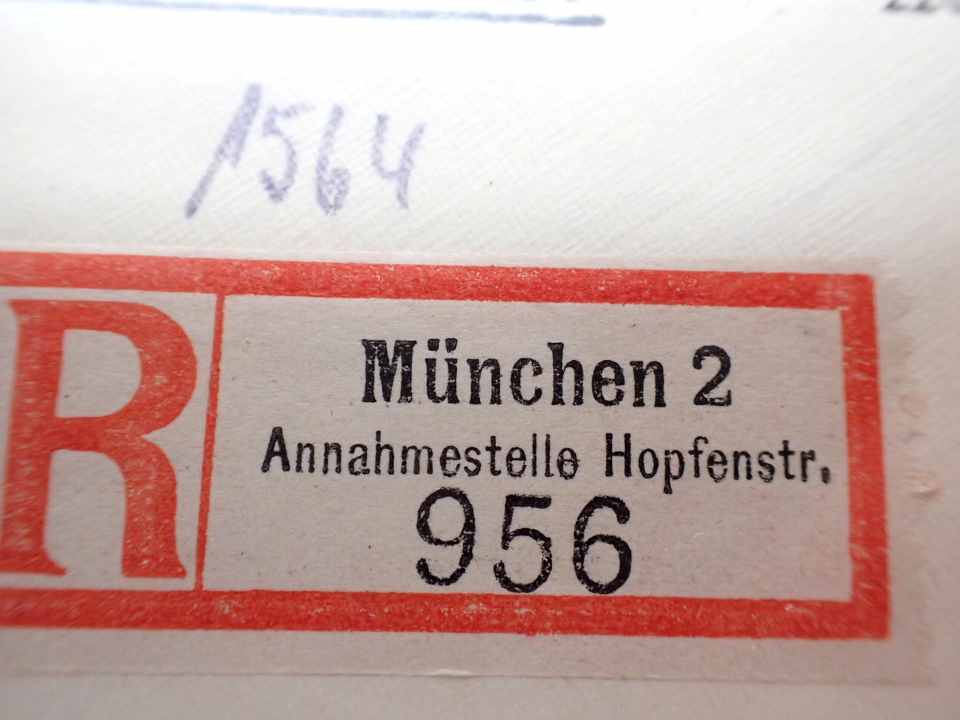 1564
R
München 2
Annahmestelle Hopfenstr.
956